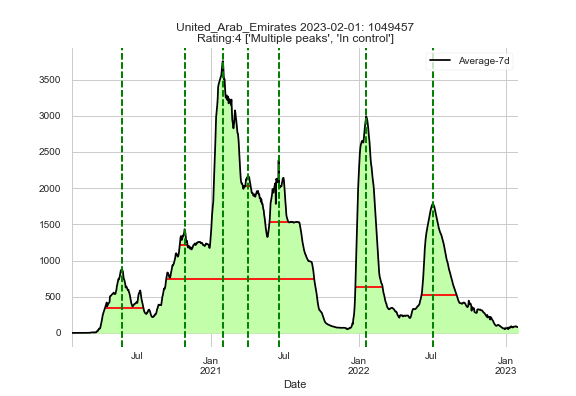 United_Arab_Emirates 2023-02-01: 1049457
Rating:4 ['Multiple peaks', 'In control']
Average-7d
3500
3000
2500
2000
1500
1000
500
0
Jul
Jan
2021
Jul
Jan
2022
Jul
Jan
2023
Date